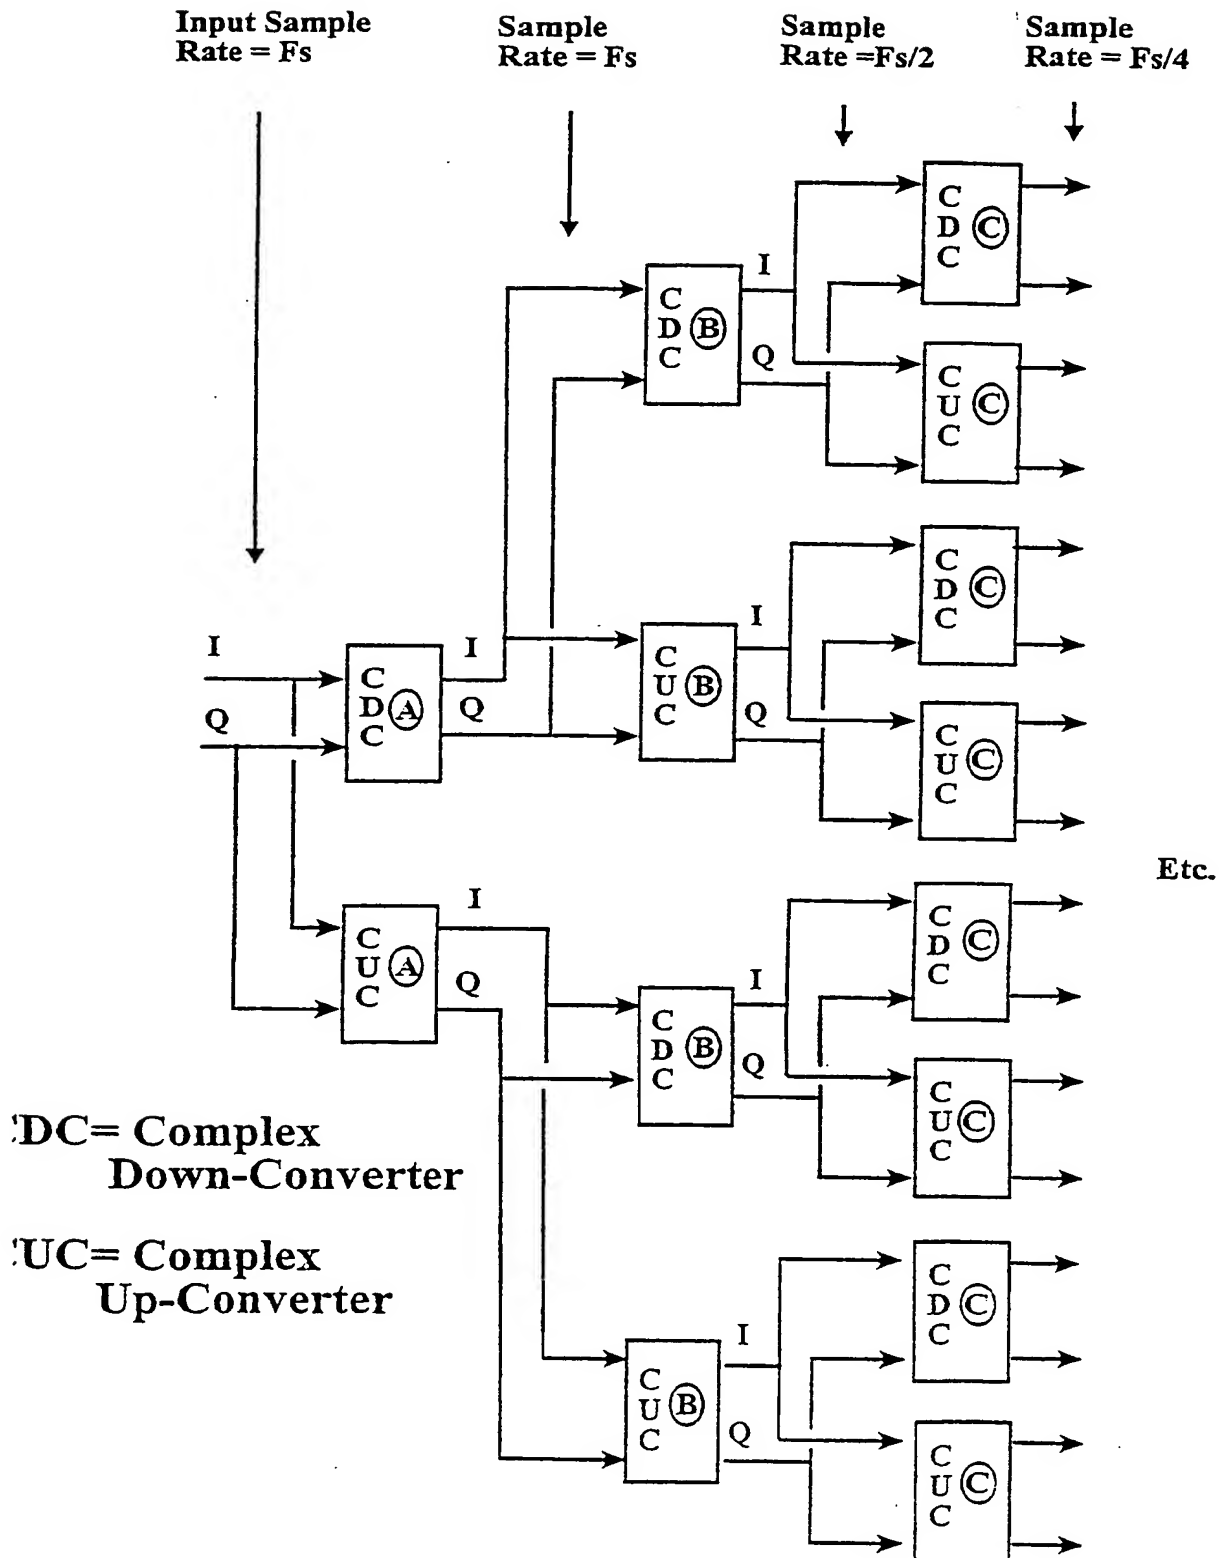 Input Sample
Rate = Fs
Sample
Rate = Fs
Sample
Rate =Fs/2
Sample
Rate = Fs/4
C
D
C
C
I
C
D
C
B
Q
C
U
C
C
C
D
C
C
I
I
C
D
C
A
I
C
U
C
B
Q
Q
Q
C
U
C
C
Etc.
I
C
U
C
A
Q
C
D
C
C
I
C
D
C
B
Q
C
U
C
C
DC= Complex
Down-Converter
UC= Complex
Up-Converter
C
D
C
C
I
C
U
C
B
Q
C
U
C
C